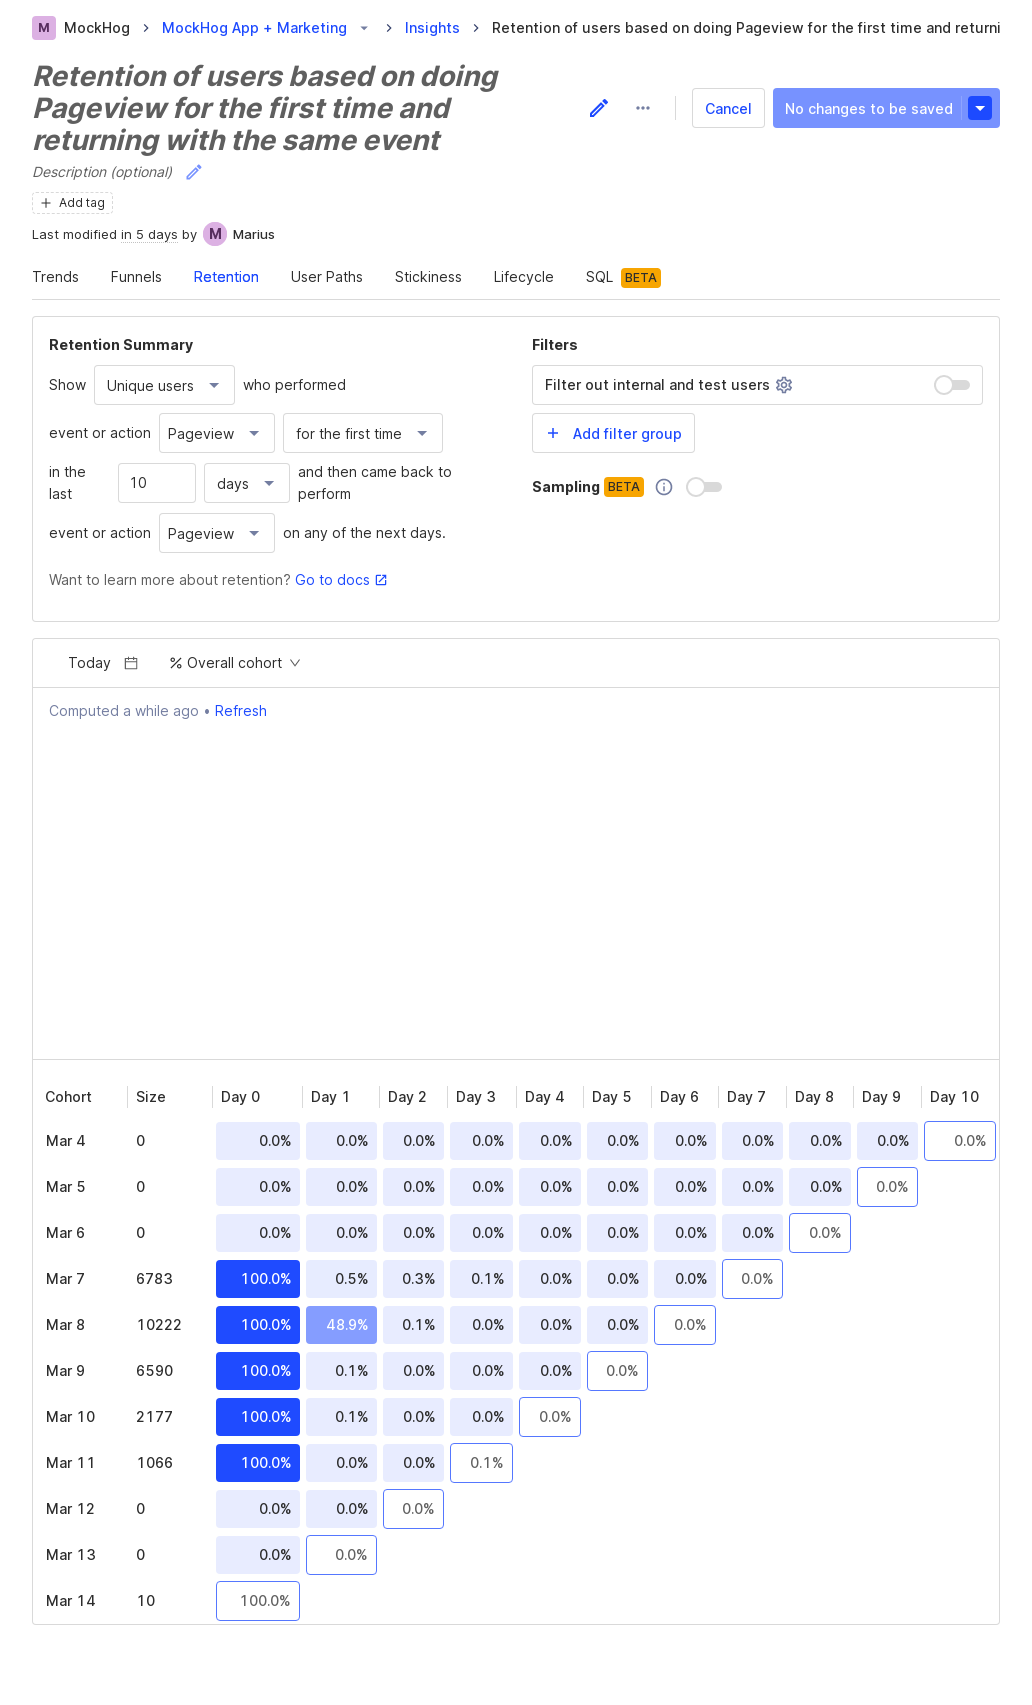 M MockHog > MockHog App + Marketing > Insights > Retention of users based on doing Pageview for the first time and returni
Retention of users based on doing
Pageview for the first time and
returning with the same event
Cancel
No changes to be saved
Description (optional)
+ Add tag
Last modified in 5 days by M Marius
Trends Funnels Retention User Paths Stickiness Lifecycle SQL BETA
Retention Summary
Show Unique users who performed
event or action Pageview for the first time
in the last 10 days and then came back to perform
event or action Pageview on any of the next days.
Want to learn more about retention? Go to docs
Filters
Filter out internal and test users
+ Add filter group
Sampling BETA
Today % Overall cohort
Computed a while ago • Refresh
Cohort Size Day 0 Day 1 Day 2 Day 3 Day 4 Day 5 Day 6 Day 7 Day 8 Day 9 Day 10
Mar 4 0 0.0% 0.0% 0.0% 0.0% 0.0% 0.0% 0.0% 0.0% 0.0% 0.0% 0.0%
Mar 5 0 0.0% 0.0% 0.0% 0.0% 0.0% 0.0% 0.0% 0.0% 0.0% 0.0%
Mar 6 0 0.0% 0.0% 0.0% 0.0% 0.0% 0.0% 0.0% 0.0% 0.0%
Mar 7 6783 100.0% 0.5% 0.3% 0.1% 0.0% 0.0% 0.0% 0.0%
Mar 8 10222 100.0% 48.9% 0.1% 0.0% 0.0% 0.0% 0.0%
Mar 9 6590 100.0% 0.1% 0.0% 0.0% 0.0% 0.0%
Mar 10 2177 100.0% 0.1% 0.0% 0.0% 0.0%
Mar 11 1066 100.0% 0.0% 0.0% 0.1%
Mar 12 0 0.0% 0.0% 0.0%
Mar 13 0 0.0% 0.0%
Mar 14 10 100.0%